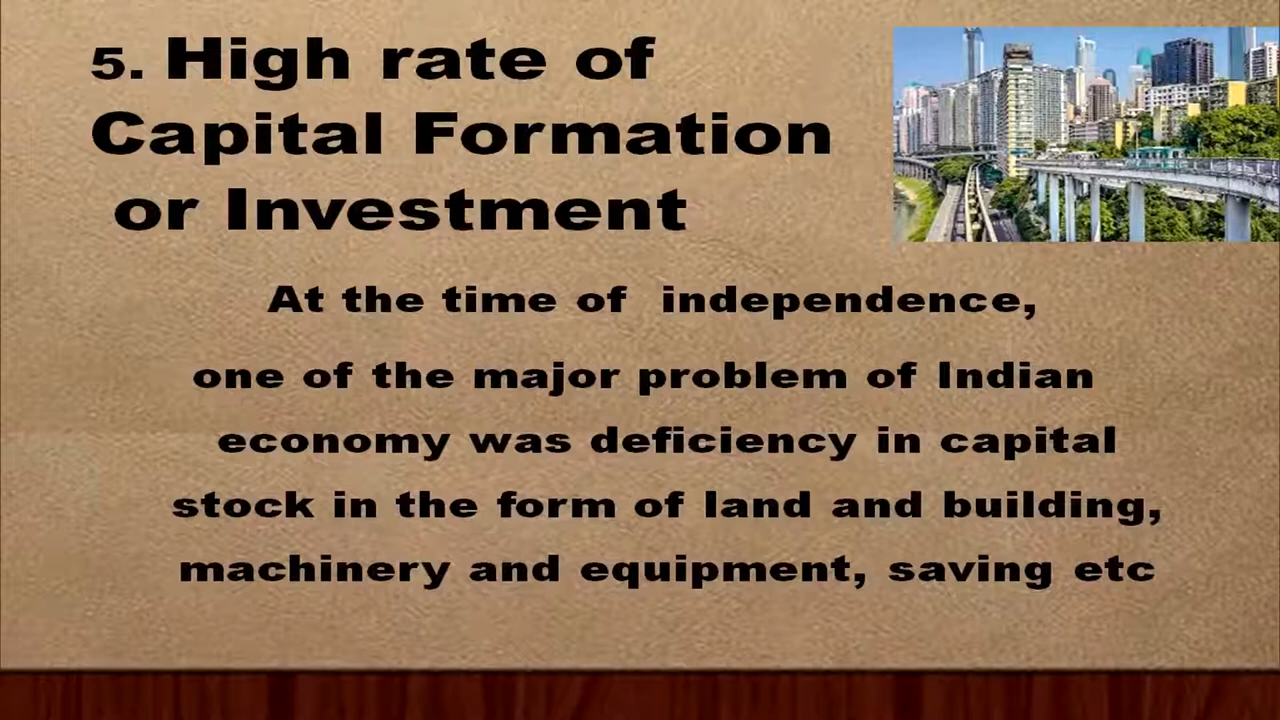 5. High rate of
Capital Formation
or Investment
At the time of independence,
one of the major problem of Indian
economy was deficiency in capital
stock in the form of land and building,
machinery and equipment, saving etc